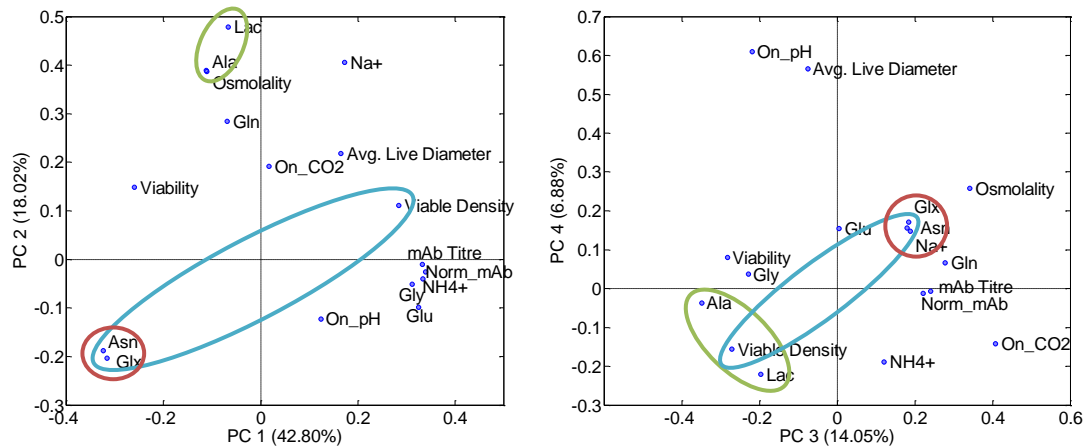 0.5
0.4
0.3
0.2
0.1
0
-0.1
-0.2
-0.3
PC 2 (18.02%)
Lac
Ala
Osmolality
Na+
Gln
Avg. Live Diameter
On_CO2
Viability
Viable Density
mAb Titre
Norm_mAb
NH4+
Gly
Glu
On_pH
Asn
Glx
-0.4 -0.2 0 0.2 0.4
PC 1 (42.80%)
0.7
0.6
0.5
0.4
0.3
0.2
0.1
0
-0.1
-0.2
-0.3
PC 4 (6.88%)
On_pH
Avg. Live Diameter
Osmolality
Glx
Asn
Na+
Glu
Viability
Gly
Gln
mAb Titre
Norm_mAb
Ala
Viable Density
Lac
NH4+
On_CO2
-0.6 -0.4 -0.2 0 0.2 0.4 0.6
PC 3 (14.05%)